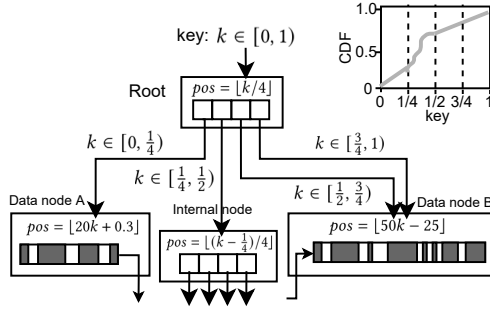 key: k ∈ [0, 1)
Root
pos = ⌊k/4⌋
CDF
1.0
0.5
0
0 1/4 1/2 3/4 1
key
k ∈ [0, 1/4)
k ∈ [1/4, 1/2)
k ∈ [3/4, 1)
k ∈ [1/2, 3/4)
Data node A
pos = ⌊20k + 0.3⌋
Internal node
pos = ⌊(k − 1/4)/4⌋
Data node B
pos = ⌊50k − 25⌋